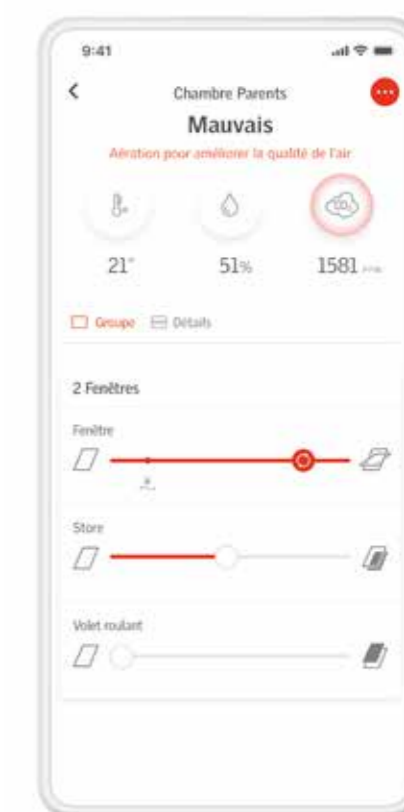 9:41
Chambre Parents
Mauvais
Aération pour améliorer la qualité de l'air
21° 51% 1581
Groupe Détails
2 Fenêtres
Fenêtre
Store
Volet roulant